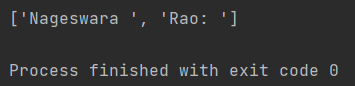 ['Nageswara ', 'Rao: ']
Process finished with exit code 0